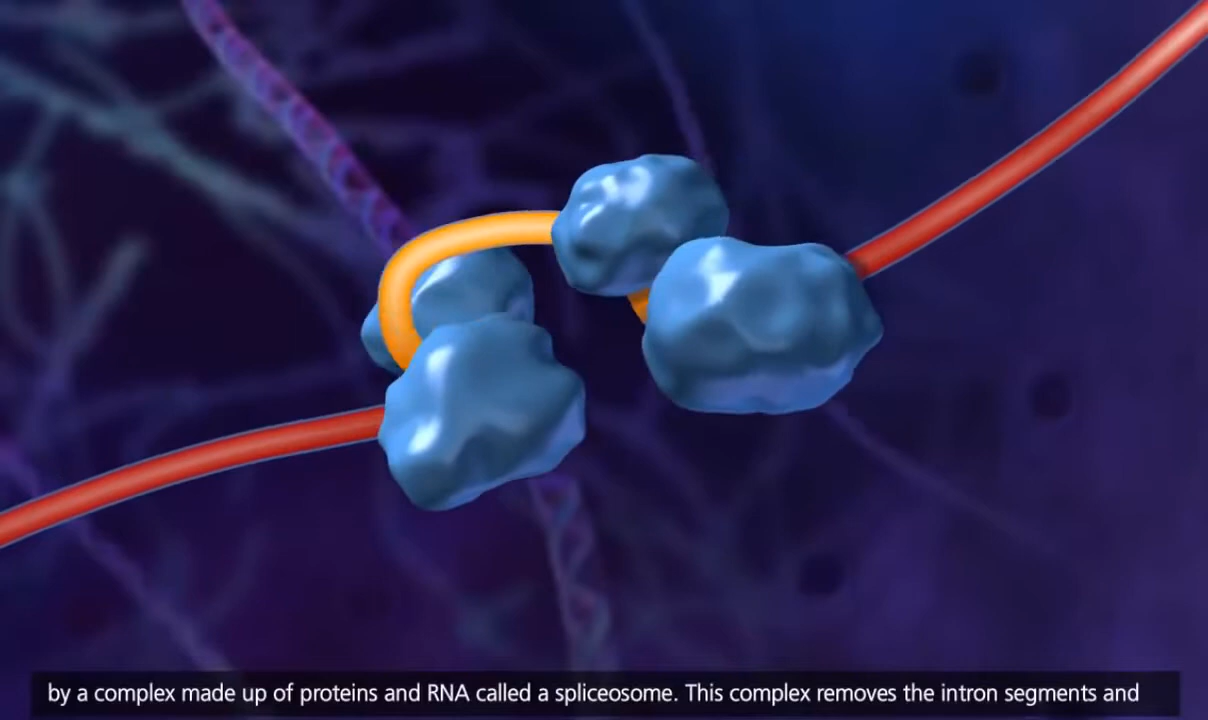 by a complex made up of proteins and RNA called a spliceosome. This complex removes the intron segments and